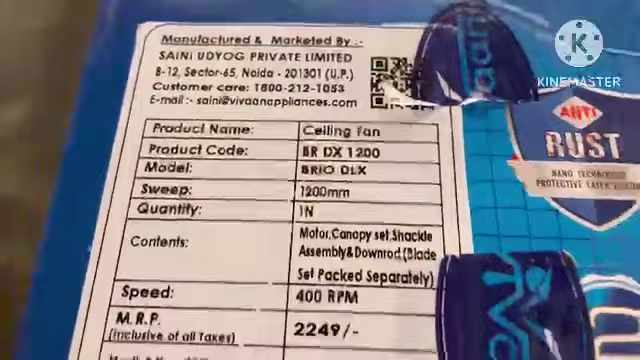 Manufactured & Marketed By :-
SAINI UDYOG PRIVATE LIMITED
B-12, Sector-65, Noida - 201301 (U.P.)
Customer care: 1800-212-1053
E-mail :- saini@vivaanappliances.com
Product Name: Ceiling Fan
Product Code: BR DX 1200
Model: BRIO DLX
Sweep: 1200mm
Quantity: 1N
Contents: Motor,Canopy set,Shackle
Assembly&Downrod,(Blade
Set Packed Separately)
Speed: 400 RPM
M.R.P. 2249/-
(inclusive of all Taxes)
KINEMASTER
ANTI
RUST
NANO TECHNOLOGY
PROTECTIVE LAYER